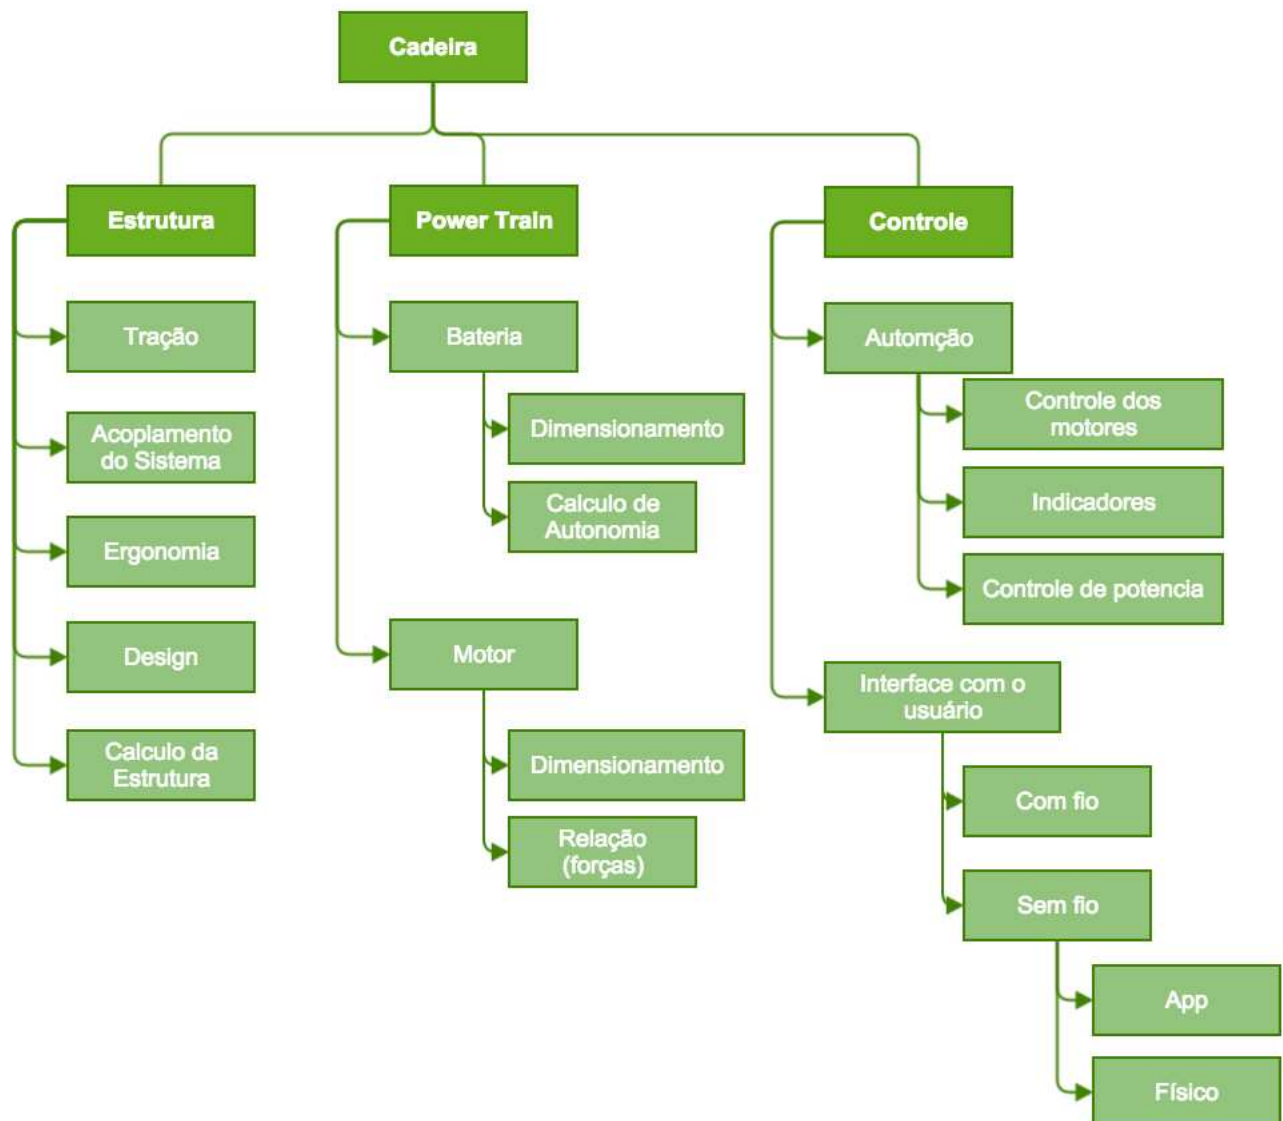 Cadeira
Estrutura
Tração
Acoplamento
do Sistema
Ergonomia
Design
Calculo da
Estrutura
Power Train
Bateria
Dimensionamento
Calculo de
Autonomia
Motor
Dimensionamento
Relação
(forças)
Controle
Automção
Controle dos
motores
Indicadores
Controle de potencia
Interface com o
usuário
Com fio
Sem fio
App
Físico